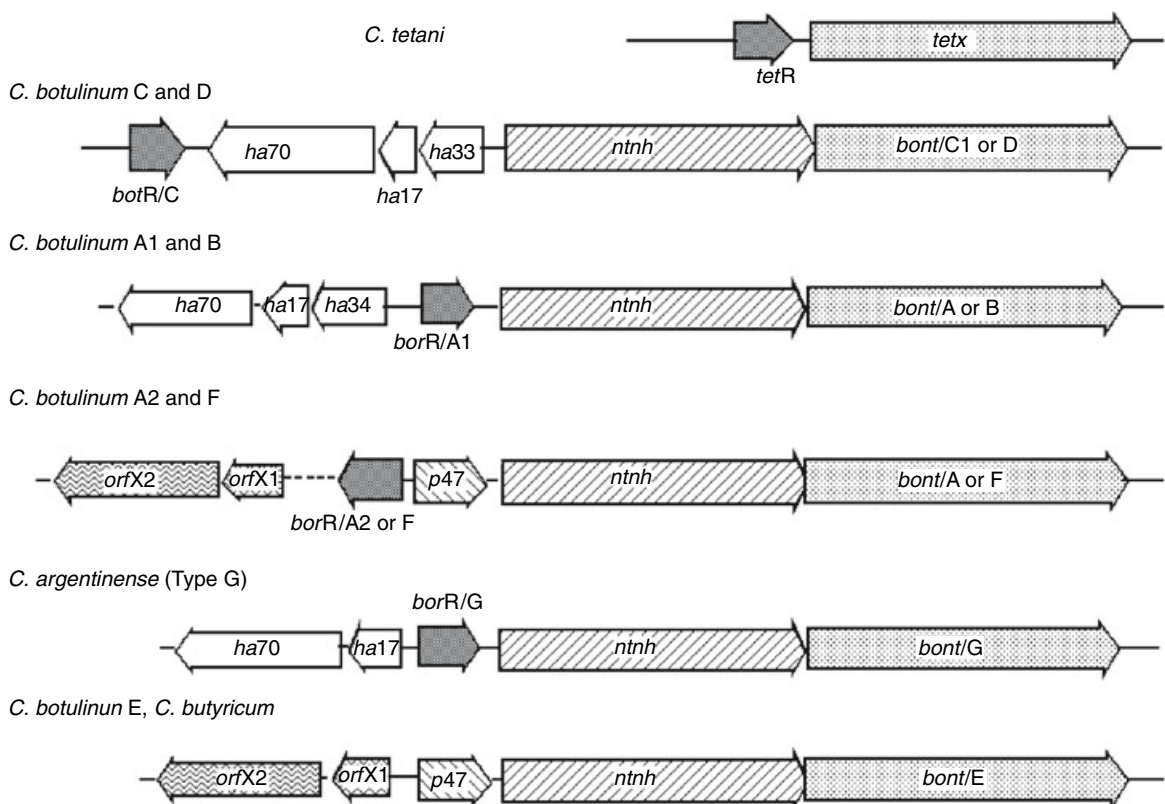 C. tetani
tetx
tetR
C. botulinum C and D
ha70
ha33
ntnh
bont/C1 or D
botR/C
ha17
C. botulinum A1 and B
ha70
ha17
ha34
ntnh
bont/A or B
borR/A1
C. botulinum A2 and F
orfX2
orfX1
p47
ntnh
bont/A or F
borR/A2 or F
C. argentinense (Type G)
borR/G
ha70
ha17
ntnh
bont/G
C. botulinun E, C. butyricum
orfX2
orfX1
p47
ntnh
bont/E